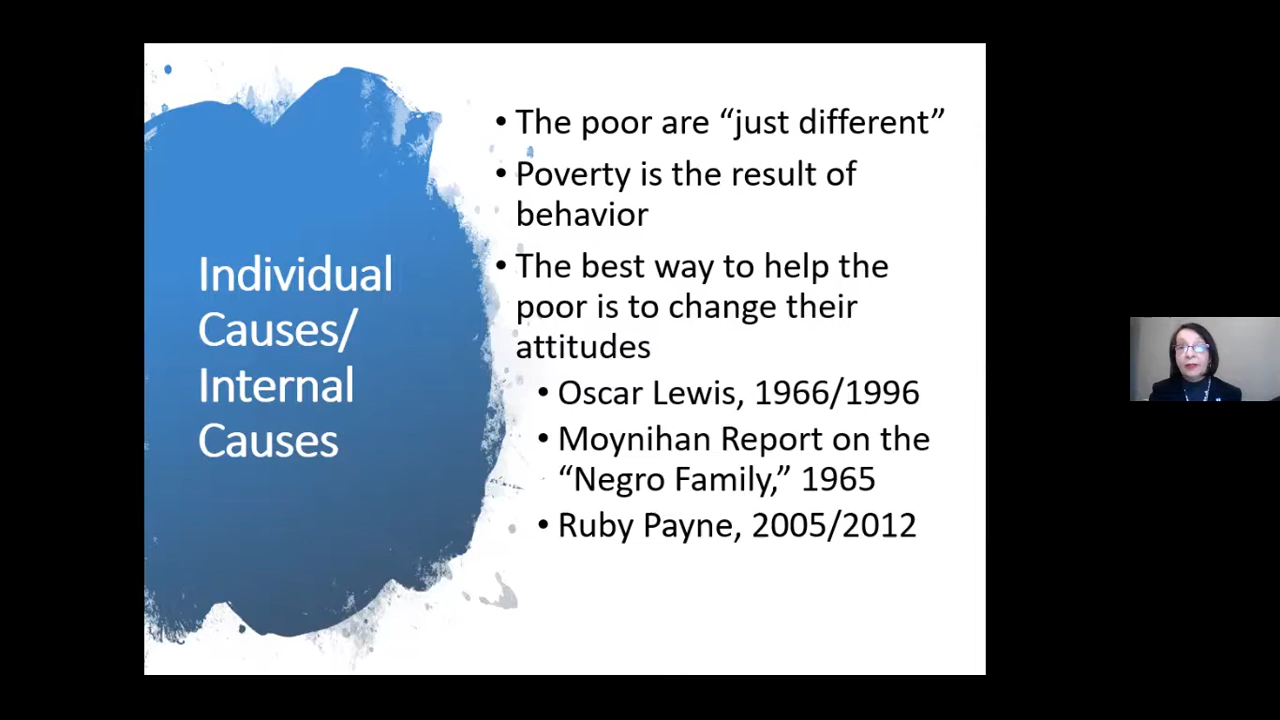 Individual
Causes/
Internal
Causes
• The poor are “just different”
• Poverty is the result of
behavior
• The best way to help the
poor is to change their
attitudes
• Oscar Lewis, 1966/1996
• Moynihan Report on the
“Negro Family,” 1965
• Ruby Payne, 2005/2012